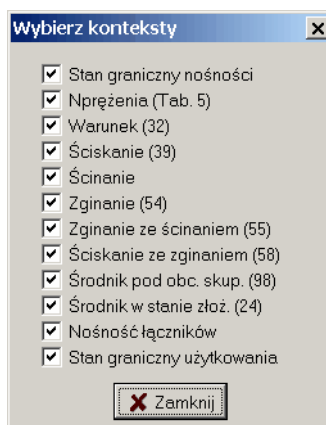 Wybierz konteksty
Stan graniczny nośności
Nprężenia (Tab. 5)
Warunek (32)
Ściskanie (39)
Ścinanie
Zginanie (54)
Zginanie ze ścinaniem (55)
Ściskanie ze zginaniem (58)
Środnik pod obc. skup. (98)
Środnik w stanie złoż. (24)
Nośność łączników
Stan graniczny użytkowania
Zamknij